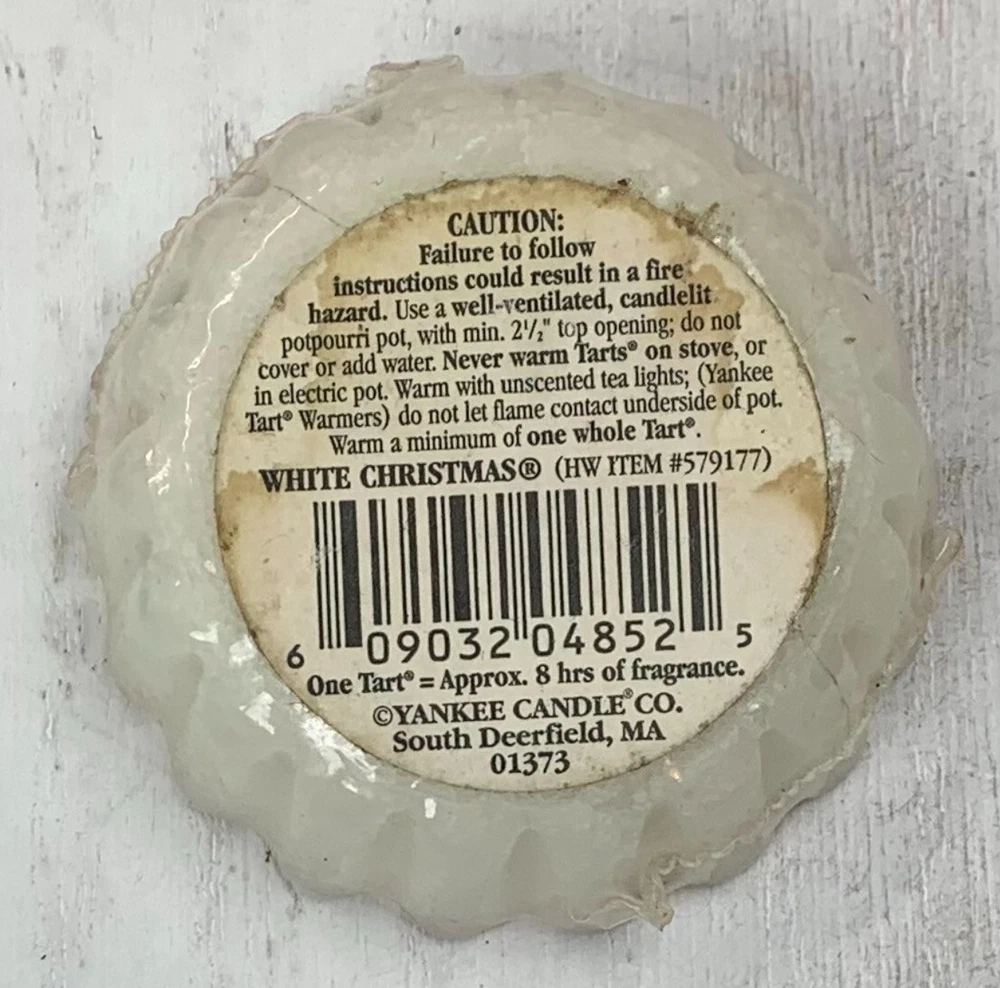 CAUTION:
Failure to follow
instructions could result in a fire
hazard. Use a well-ventilated, candlelit
potpourri pot, with min. 2½" top opening; do not
cover or add water. Never warm Tarts® on stove, or
in electric pot. Warm with unscented tea lights; (Yankee
Tart® Warmers) do not let flame contact underside of pot.
Warm a minimum of one whole Tart®.
WHITE CHRISTMAS® (HW ITEM #579177)
6 09032 04852 5
One Tart® = Approx. 8 hrs of fragrance.
©YANKEE CANDLE® CO.
South Deerfield, MA
01373